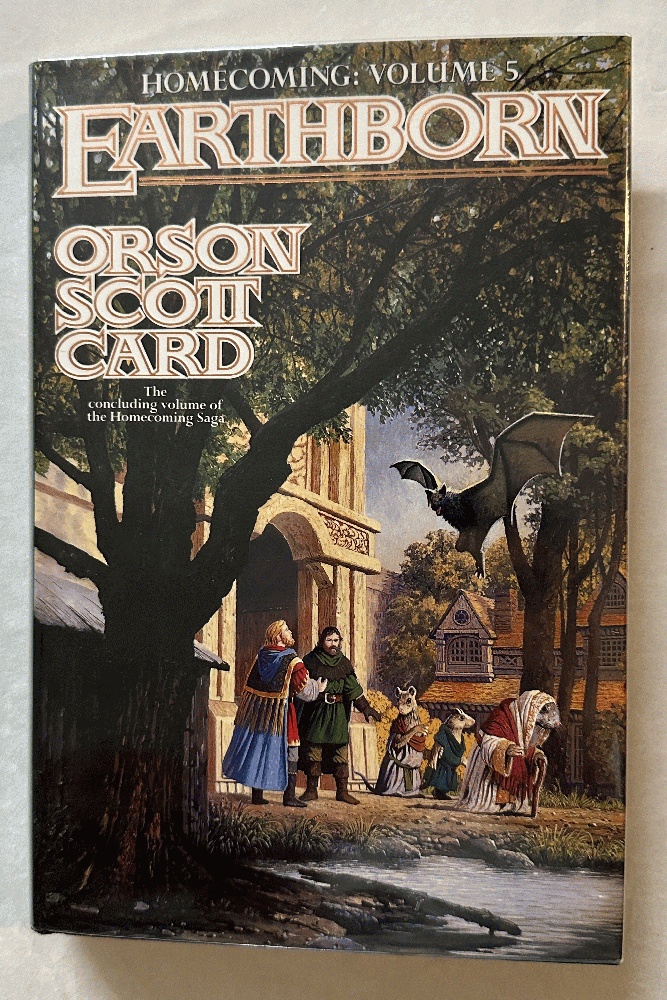 HOMECOMING: VOLUME 5
EARTHBORN
ORSON
SCOTT
CARD
The
concluding volume of
the Homecoming Saga